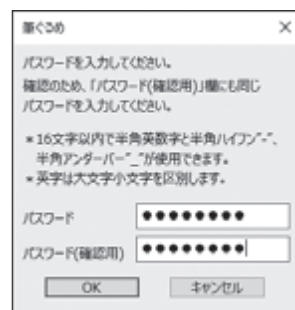 筆ぐるめ
パスワードを入力してください。
確認のため、「パスワード(確認用)」欄にも同じ
パスワードを入力してください。
＊16文字以内で半角英数字と半角ハイフン"-"、
半角アンダーバー"_"が使用できます。
＊英字は大文字小文字を区別します。
パスワード ●●●●●●●●
パスワード(確認用) ●●●●●●●●
OK キャンセル